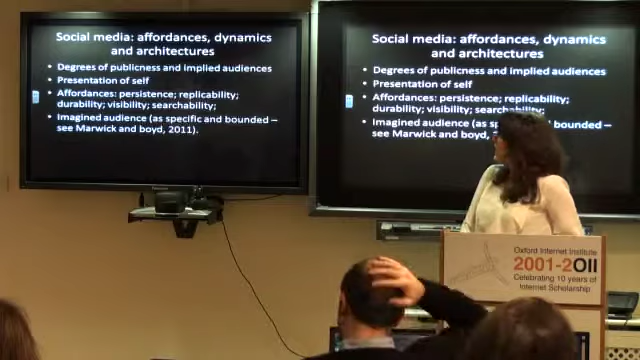 Social media: affordances, dynamics
and architectures
• Degrees of publicness and implied audiences
• Presentation of self
• Affordances: persistence; replicability;
durability; visibility; searchability;
• Imagined audience (as specific and bounded –
see Marwick and boyd, 2011).
Social media: affordances, dynamics
and architectures
• Degrees of publicness and implied audiences
• Presentation of self
• Affordances: persistence; replicability;
durability; visibility; searchability;
• Imagined audience (as bounded –
see Marwick and boyd,
Oxford Internet Institute
2001-2OII
Celebrating 10 years of
Internet Scholarship